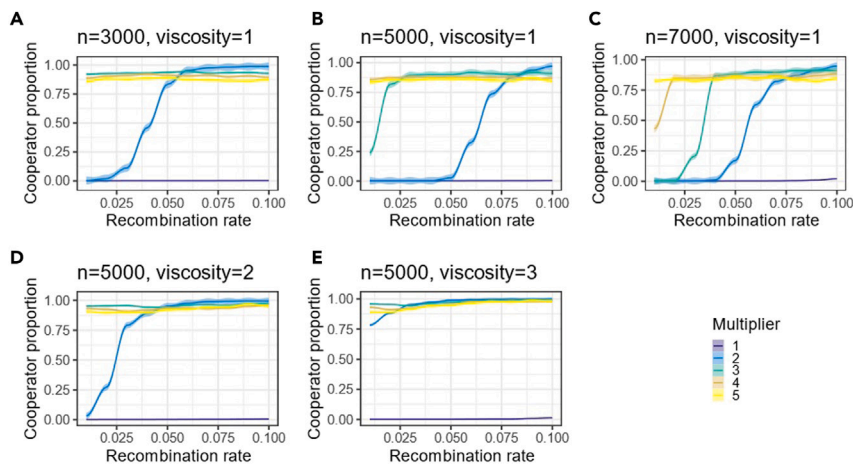 A
n=3000, viscosity=1
Cooperator proportion
1.00
0.75
0.50
0.25
0.00
0.025
0.050
0.075
0.100
Recombination rate
B
n=5000, viscosity=1
Cooperator proportion
1.00
0.75
0.50
0.25
0.00
0.025
0.050
0.075
0.100
Recombination rate
C
n=7000, viscosity=1
Cooperator proportion
1.00
0.75
0.50
0.25
0.00
0.025
0.050
0.075
0.100
Recombination rate
D
n=5000, viscosity=2
Cooperator proportion
1.00
0.75
0.50
0.25
0.00
0.025
0.050
0.075
0.100
Recombination rate
E
n=5000, viscosity=3
Cooperator proportion
1.00
0.75
0.50
0.25
0.00
0.025
0.050
0.075
0.100
Recombination rate
Multiplier
1
2
3
4
5